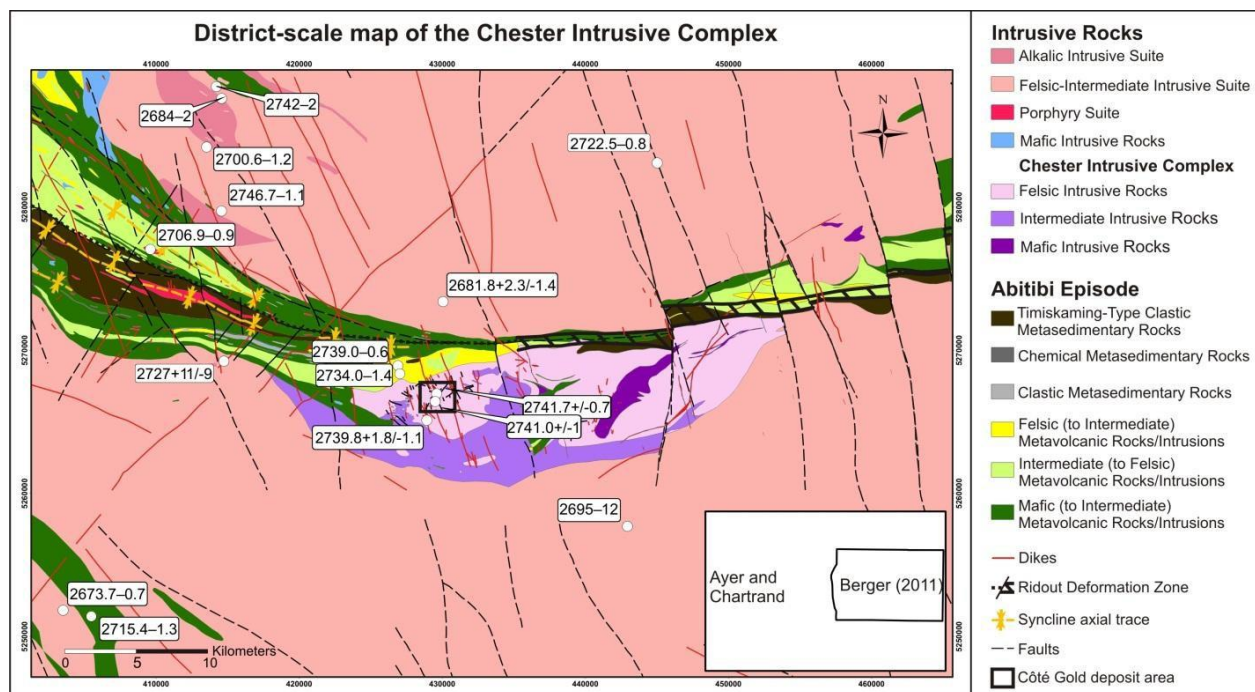 District-scale map of the Chester Intrusive Complex
410000 420000 430000 440000 450000 460000
5280000
5270000
5260000
5250000
5280000
5270000
5260000
5250000
N
2742–2
2684–2
2700.6–1.2
2722.5–0.8
2746.7–1.1
2706.9–0.9
2681.8+2.3/-1.4
2739.0–0.6
2727+11/-9
2734.0–1.4
2741.7+/-0.7
2741.0+/-1
2739.8+1.8/-1.1
2695–12
2673.7–0.7
2715.4–1.3
Kilometers
0 5 10
Ayer and
Chartrand
Berger (2011)
410000 420000 430000 440000 450000 460000
Intrusive Rocks
Alkalic Intrusive Suite
Felsic-Intermediate Intrusive Suite
Porphyry Suite
Mafic Intrusive Rocks
Chester Intrusive Complex
Felsic Intrusive Rocks
Intermediate Intrusive Rocks
Mafic Intrusive Rocks
Abitibi Episode
Timiskaming-Type Clastic
Metasedimentary Rocks
Chemical Metasedimentary Rocks
Clastic Metasedimentary Rocks
Felsic (to Intermediate)
Metavolcanic Rocks/Intrusions
Intermediate (to Felsic)
Metavolcanic Rocks/Intrusions
Mafic (to Intermediate)
Metavolcanic Rocks/Intrusions
Dikes
Ridout Deformation Zone
Syncline axial trace
Faults
Côté Gold deposit area